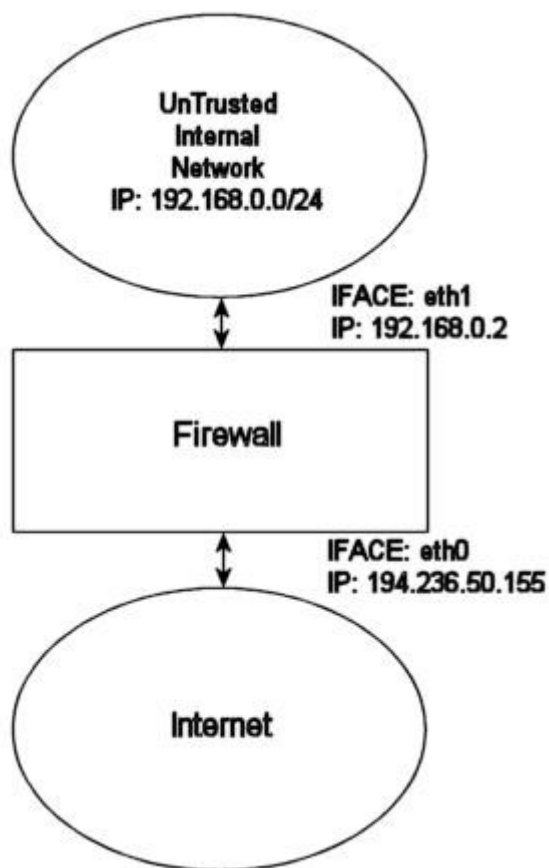 UnTrusted
Internal
Network
IP: 192.168.0.0/24
IFACE: eth1
IP: 192.168.0.2
Firewall
IFACE: eth0
IP: 194.236.50.155
Internet